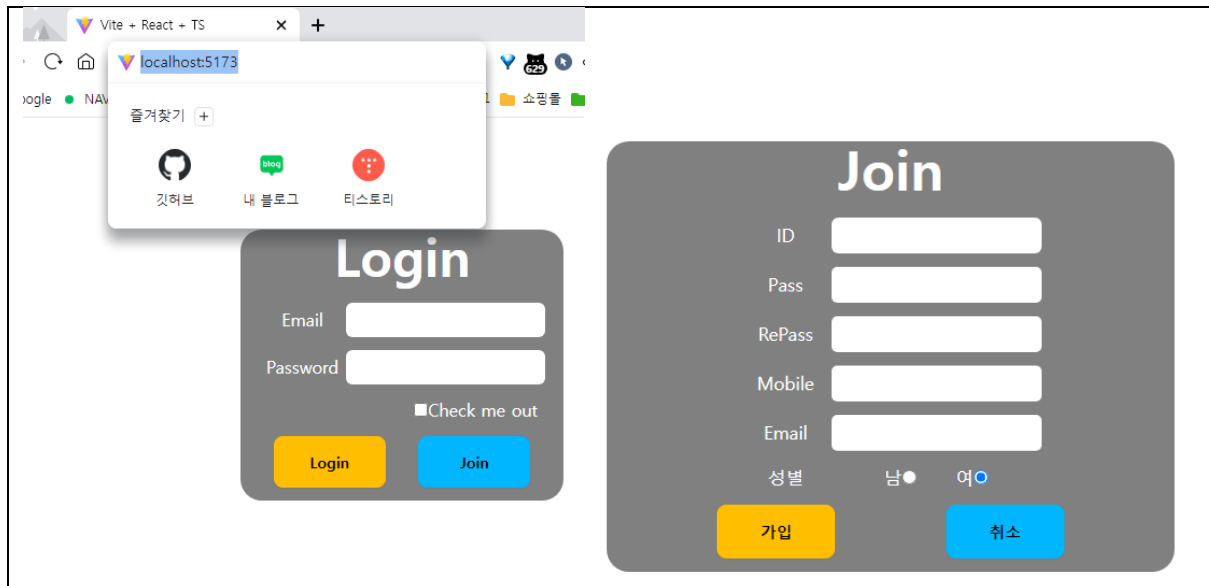 Vite + React + TS
localhost:5173
629
oogle NAV 쇼핑몰
즐겨찾기 +
blog
깃허브 내 블로그 티스토리
Login
Email
Password
Check me out
Login Join
Join
ID
Pass
RePass
Mobile
Email
성별 남 여
가입 취소